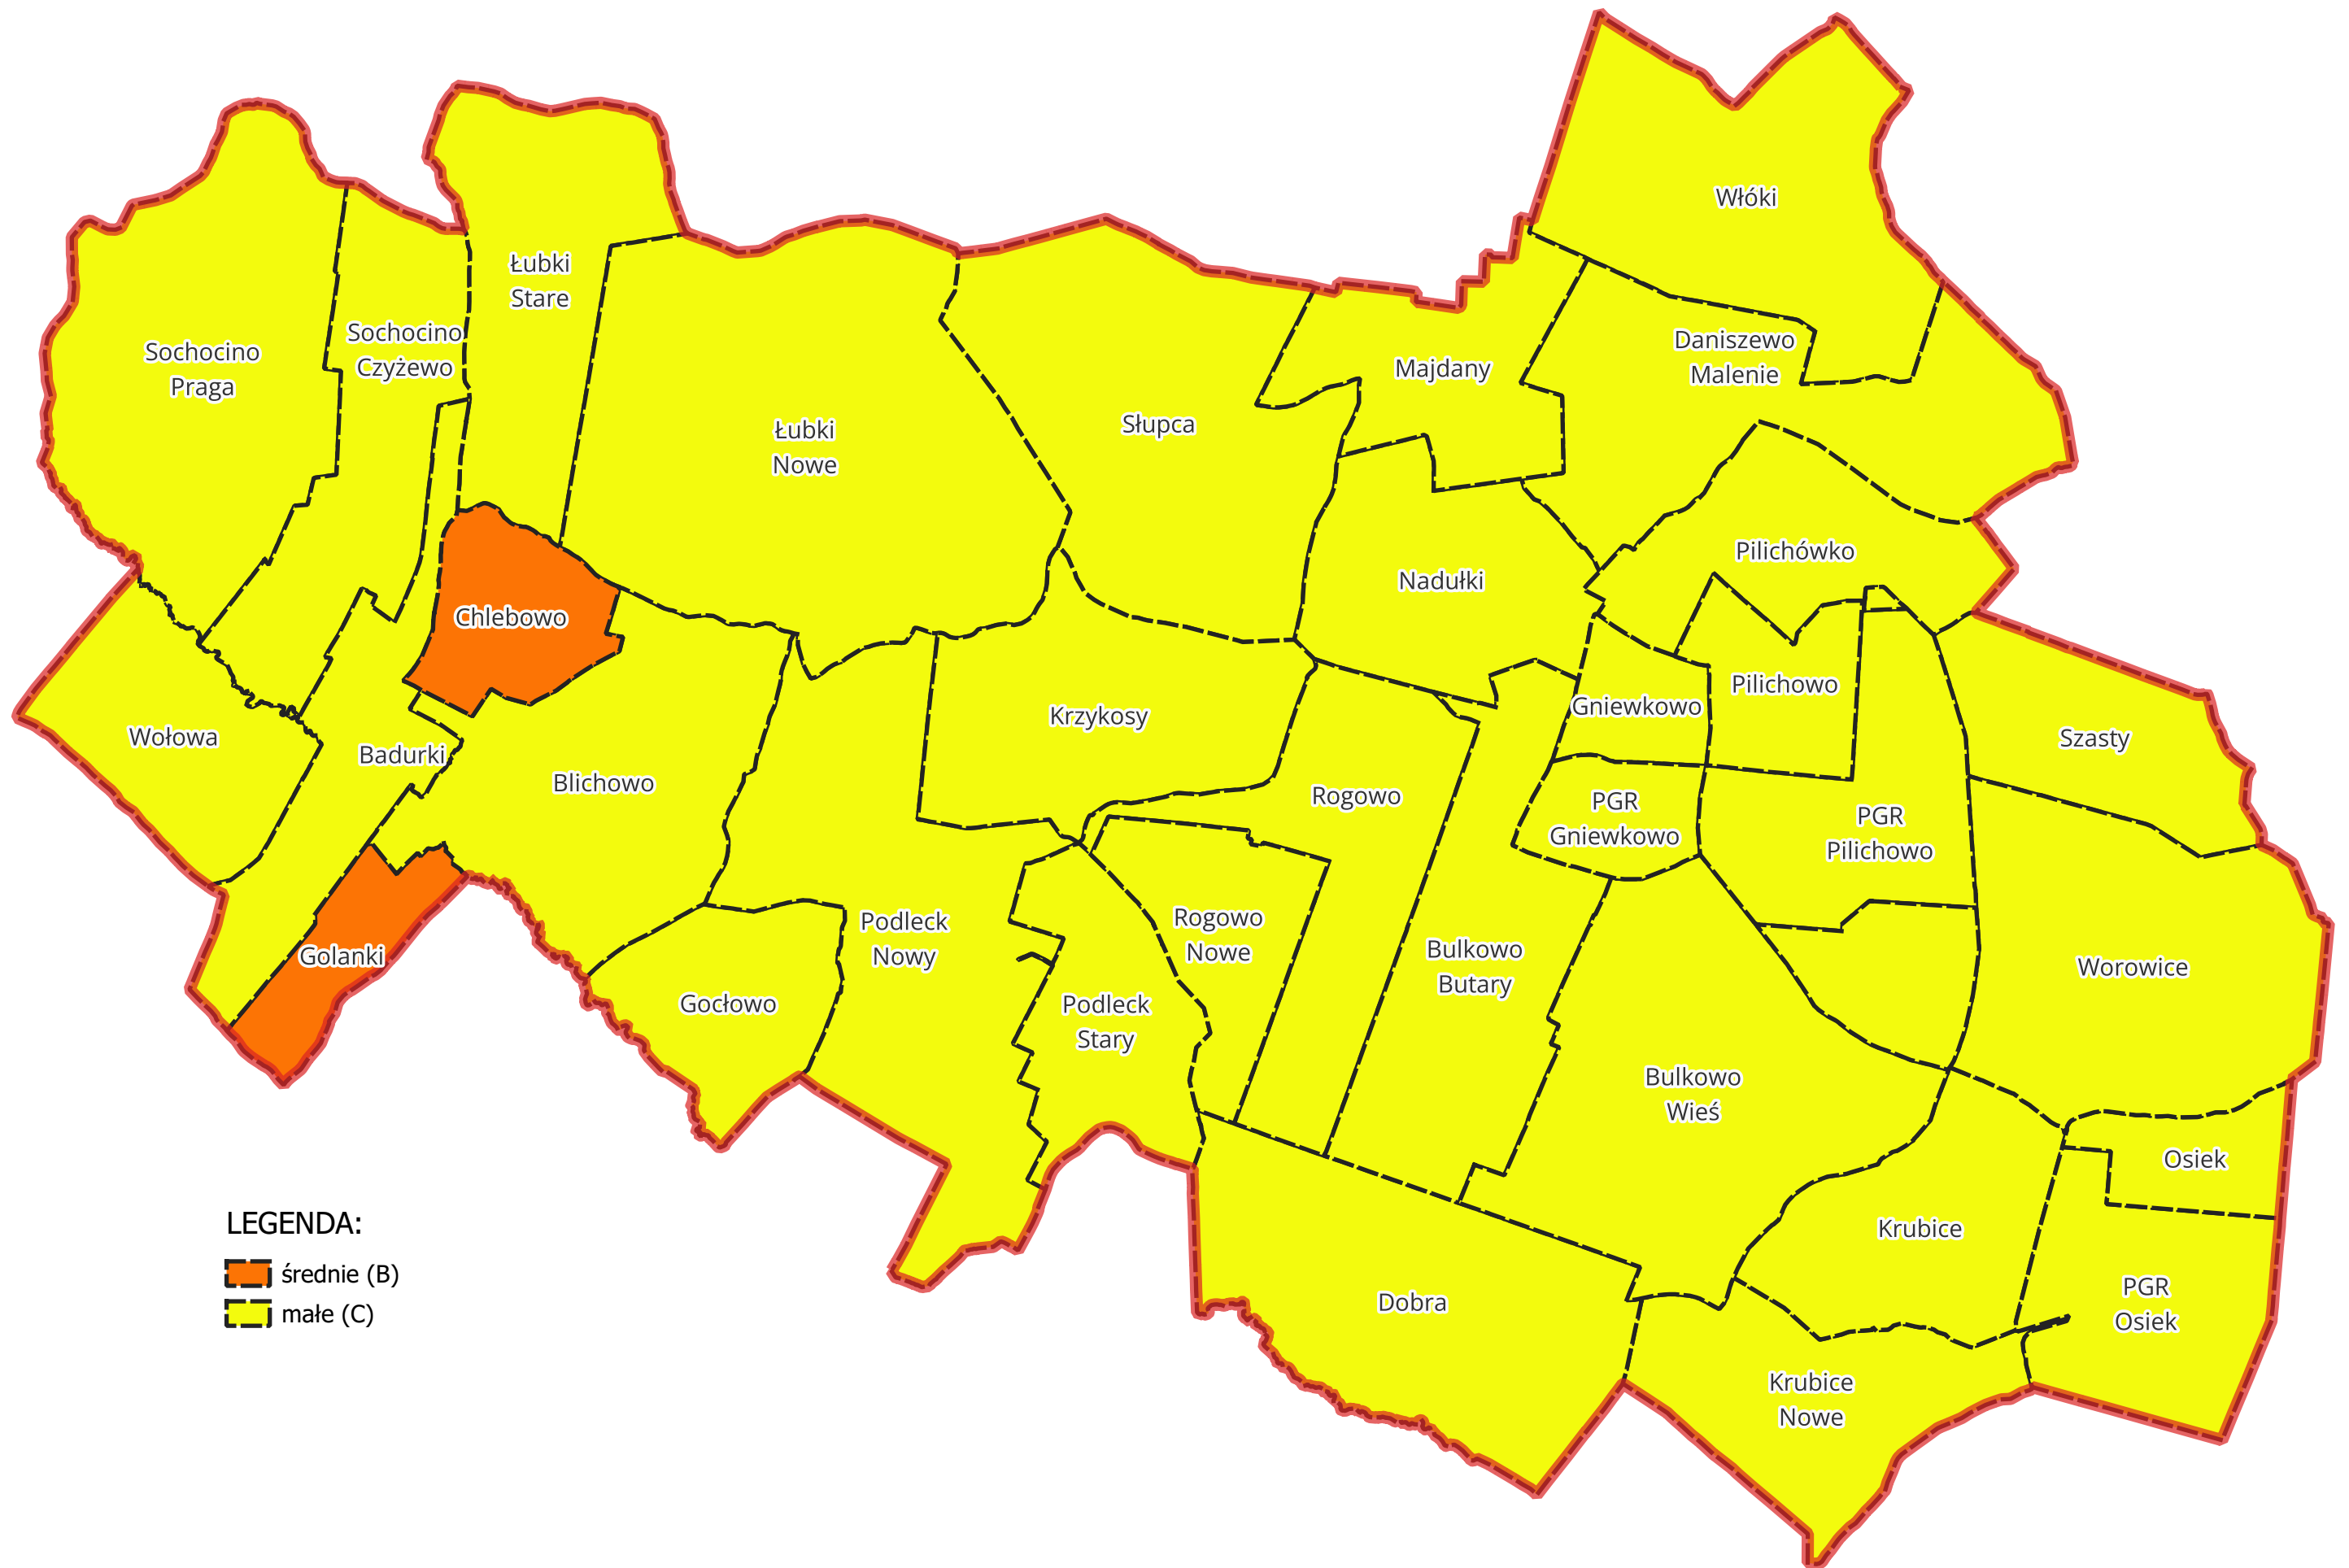 Włóki
Łubki
Stare
Sochocino
Czyżewo
Sochocino
Praga
Daniszewo
Malenie
Majdany
Słupca
Łubki
Nowe
Pilichówko
Nadułki
Chlebowo
Pilichowo
Gniewkowo
Krzykosy
Wołowa
Szasty
Badurki
Blichowo
Rogowo
PGR
Gniewkowo
PGR
Pilichowo
Podleck
Nowy
Rogowo
Nowe
Golanki
Bulkowo
Butary
Worowice
Gocłowo
Podleck
Stary
Bulkowo
Wieś
Osiek
Krubice
PGR
Osiek
Dobra
Krubice
Nowe
LEGENDA:
średnie (B)
małe (C)